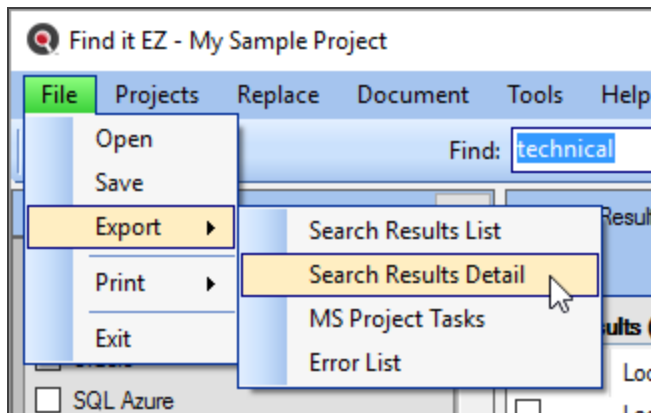 Find it EZ - My Sample Project
File Projects Replace Document Tools Help
Find: technical
Open
Save
Export
Search Results List
Print
Search Results Detail
Exit
MS Project Tasks
Error List
SQL Azure